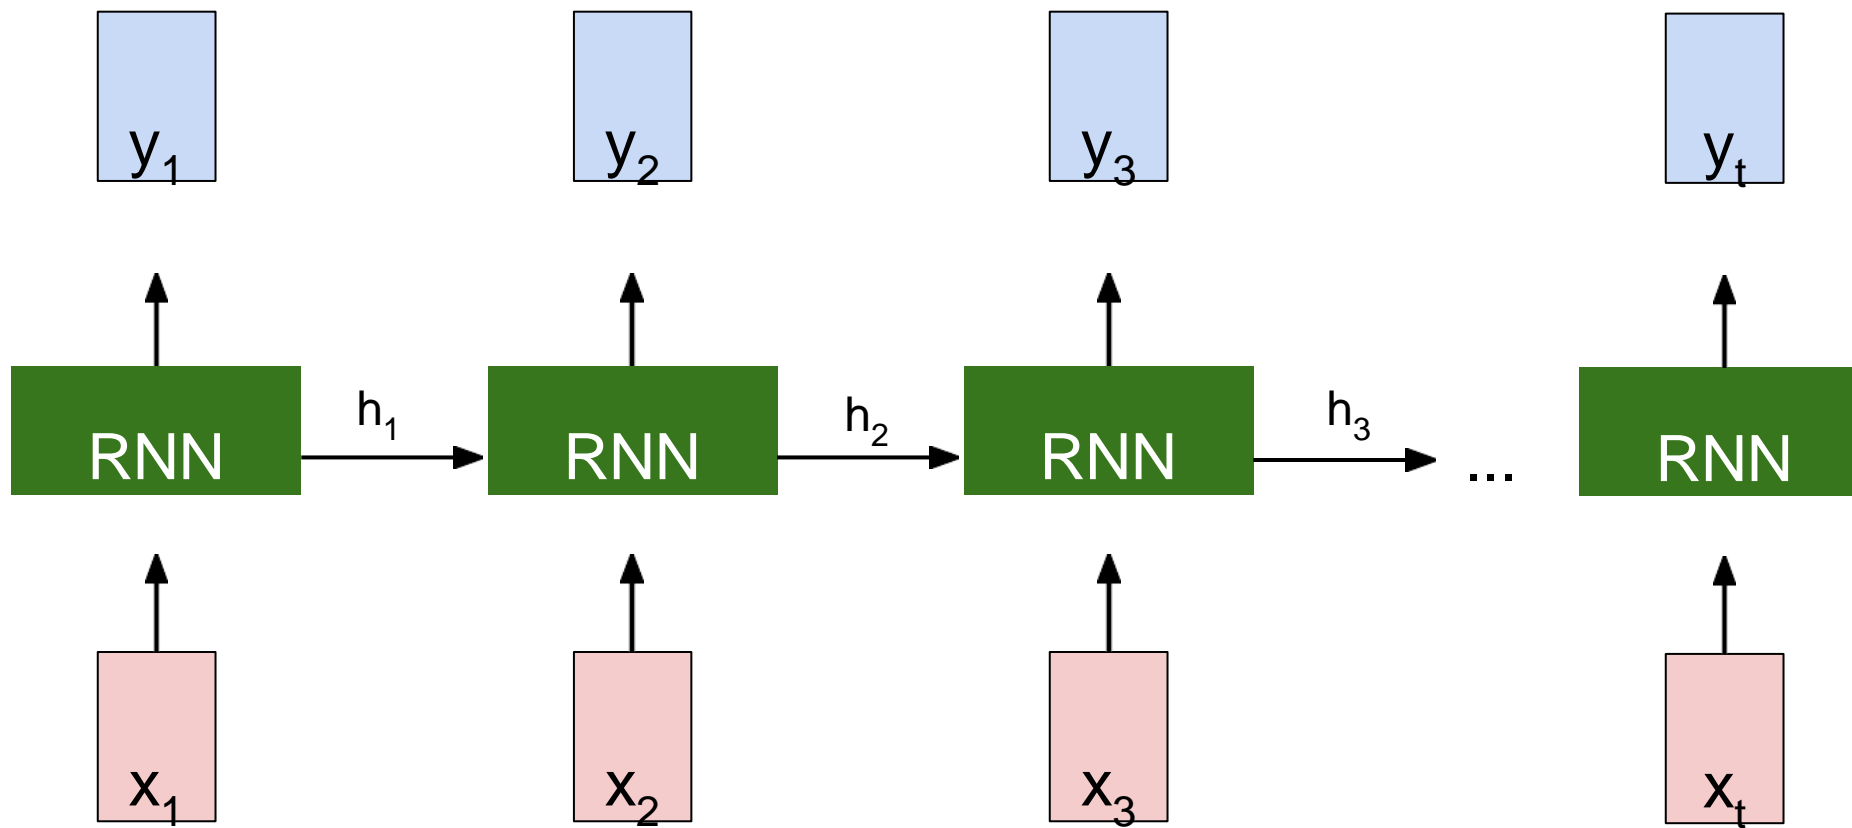 y1 y2 y3 yt
h1 h2 h3
RNN RNN RNN ... RNN
x1 x2 x3 xt